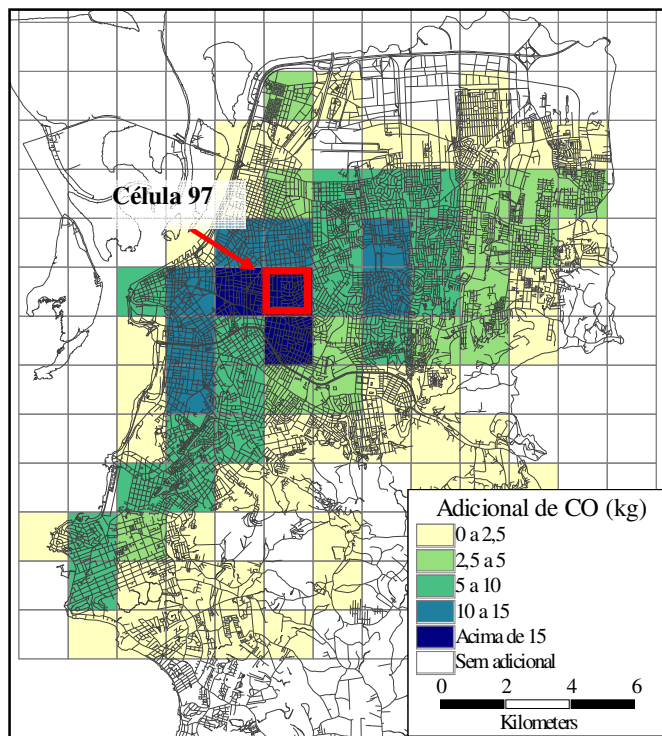 Célula 97
Adicional de CO (kg)
0 a 2,5
2,5 a 5
5 a 10
10 a 15
Acima de 15
Sem adicional
0 2 4 6
Kilometers